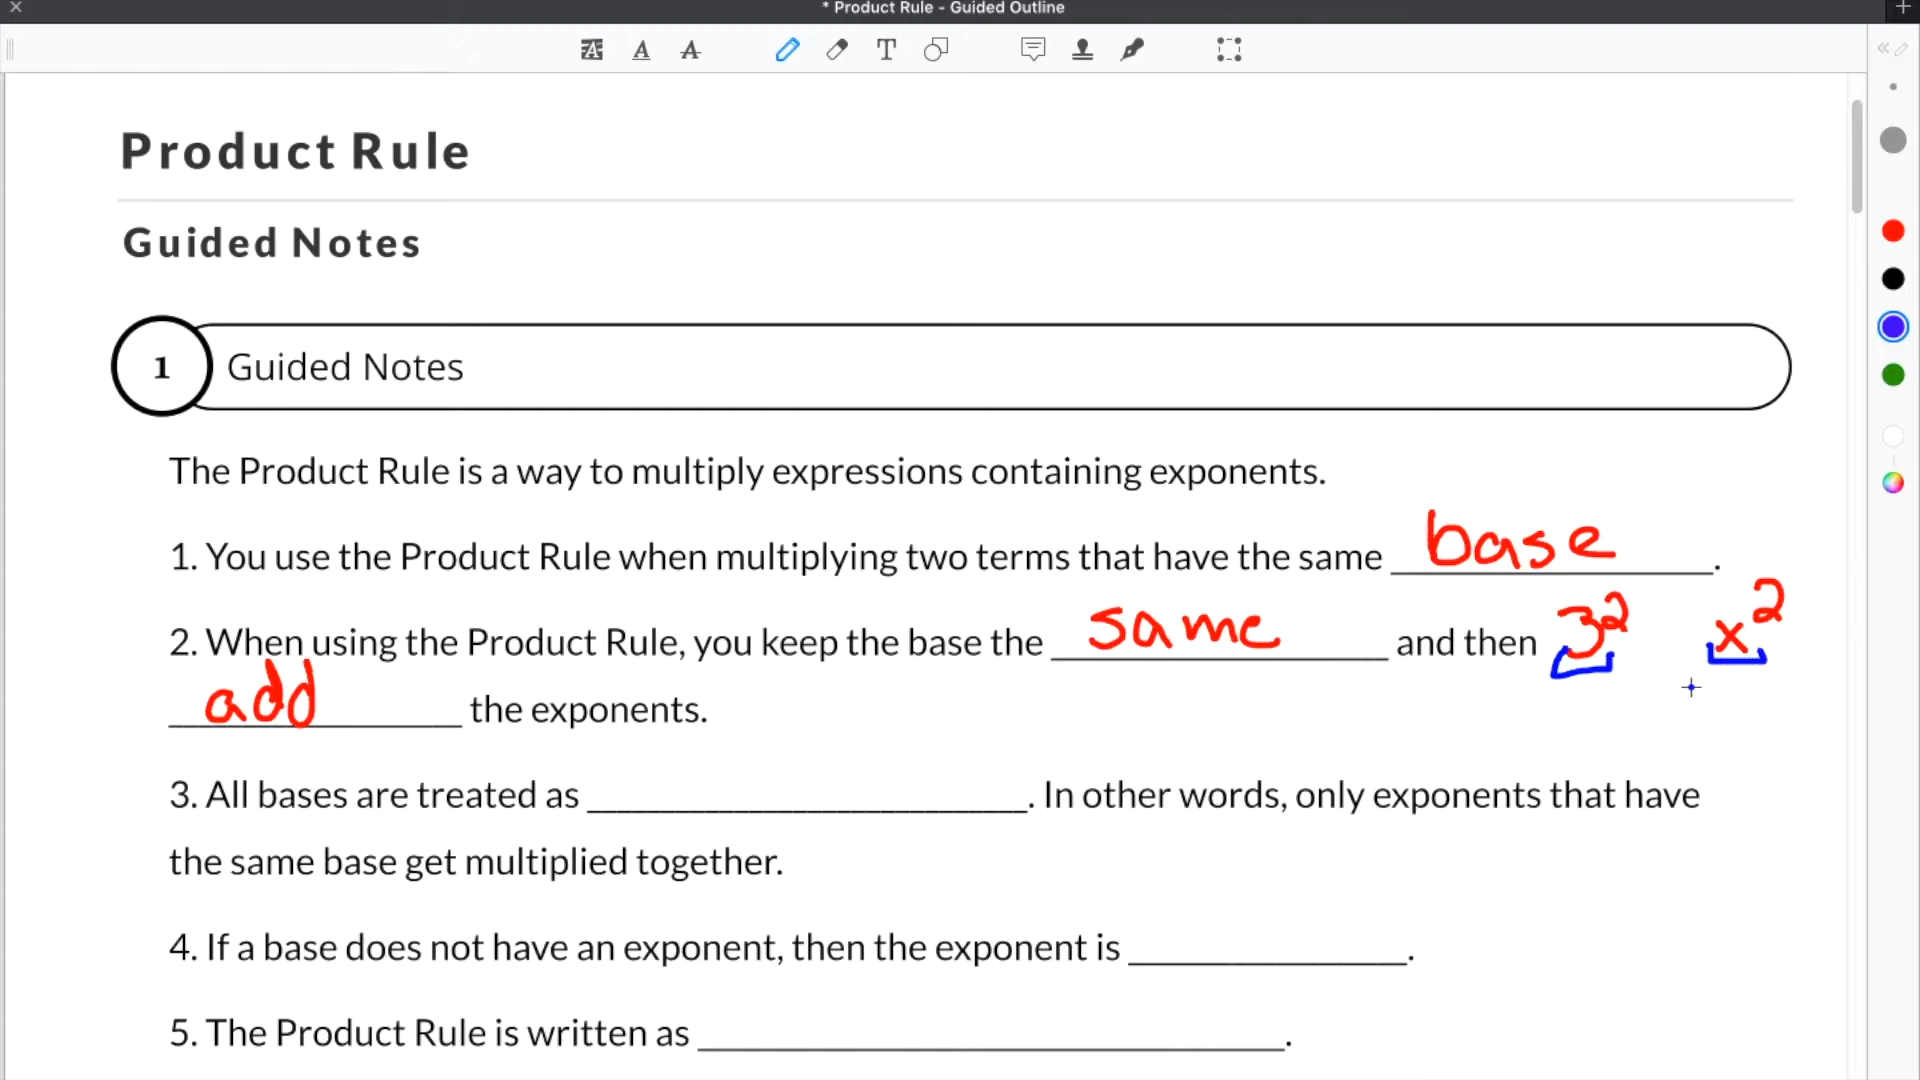 * Product Rule - Guided Outline
Product Rule
Guided Notes
1 Guided Notes
The Product Rule is a way to multiply expressions containing exponents.
1. You use the Product Rule when multiplying two terms that have the same base.
2. When using the Product Rule, you keep the base the same and then 3² x²
add the exponents.
3. All bases are treated as ____________________. In other words, only exponents that have
the same base get multiplied together.
4. If a base does not have an exponent, then the exponent is ____________.
5. The Product Rule is written as ____________________.